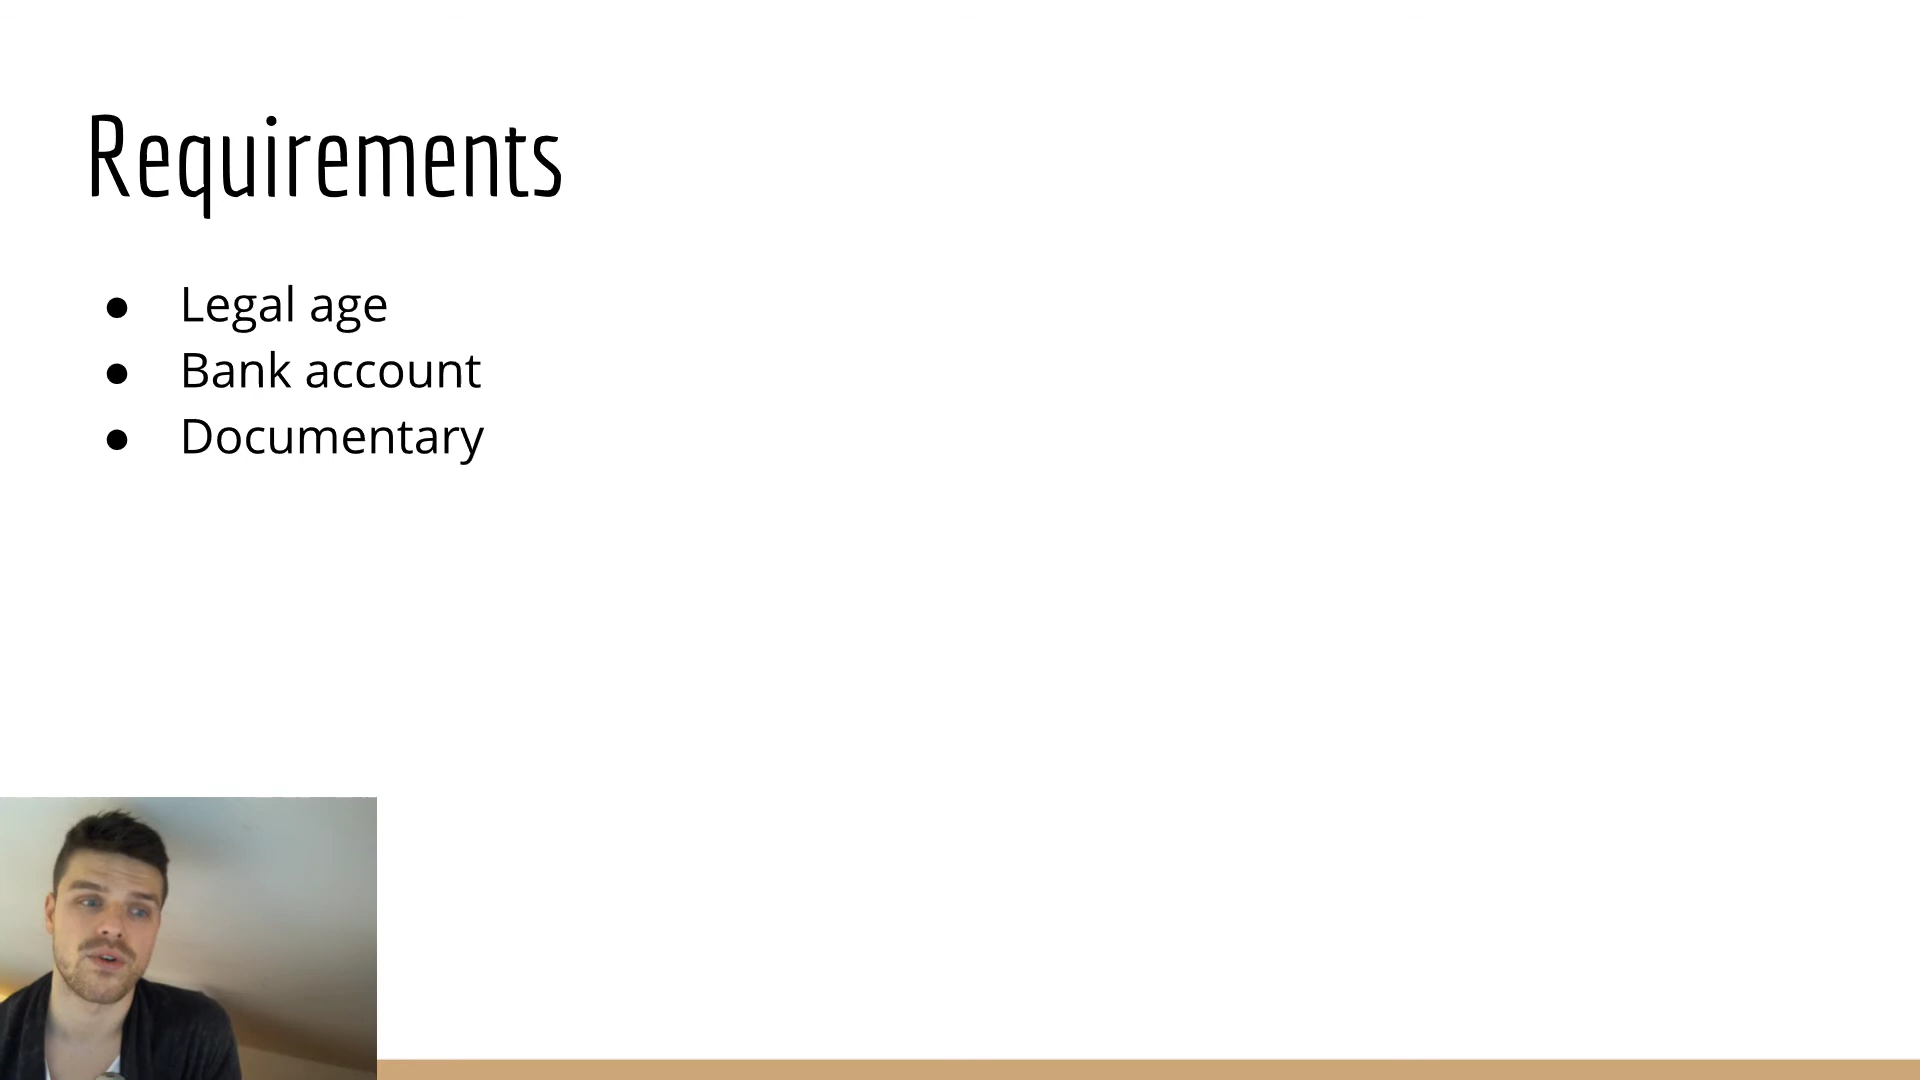 Requirements
● Legal age
● Bank account
● Documentary